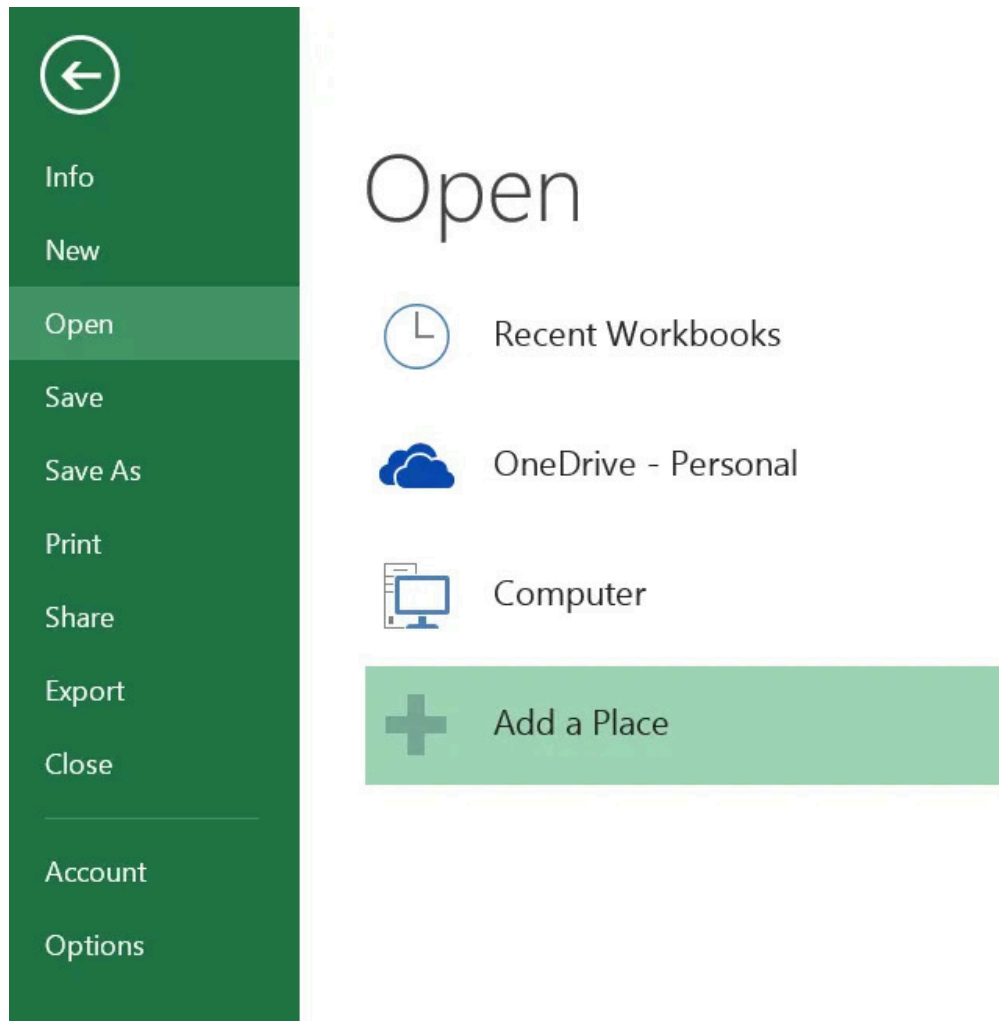 Info
New
Open
Save
Save As
Print
Share
Export
Close
Account
Options
Open
Recent Workbooks
OneDrive - Personal
Computer
Add a Place